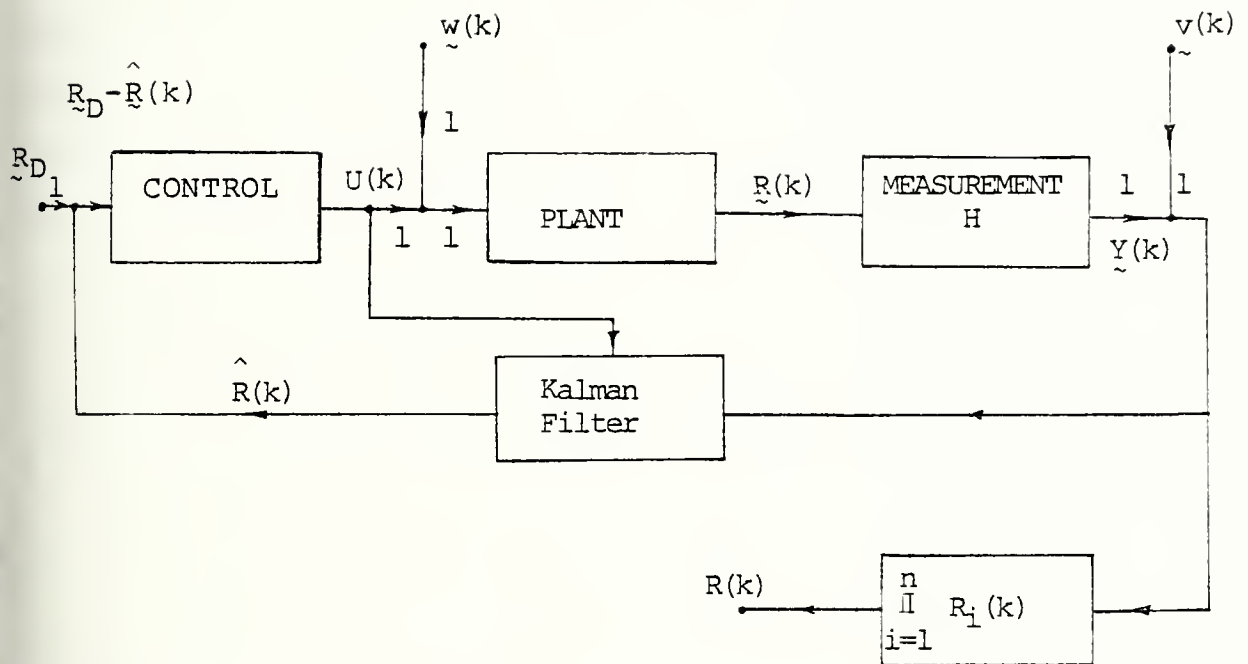 w(k)
v(k)
R_D-R̂(k)
R_D
1
CONTROL
U(k)
1
1
1
PLANT
R(k)
MEASUREMENT
H
1
1
Y(k)
R̂(k)
Kalman
Filter
R(k)
n
Π R_i(k)
i=1